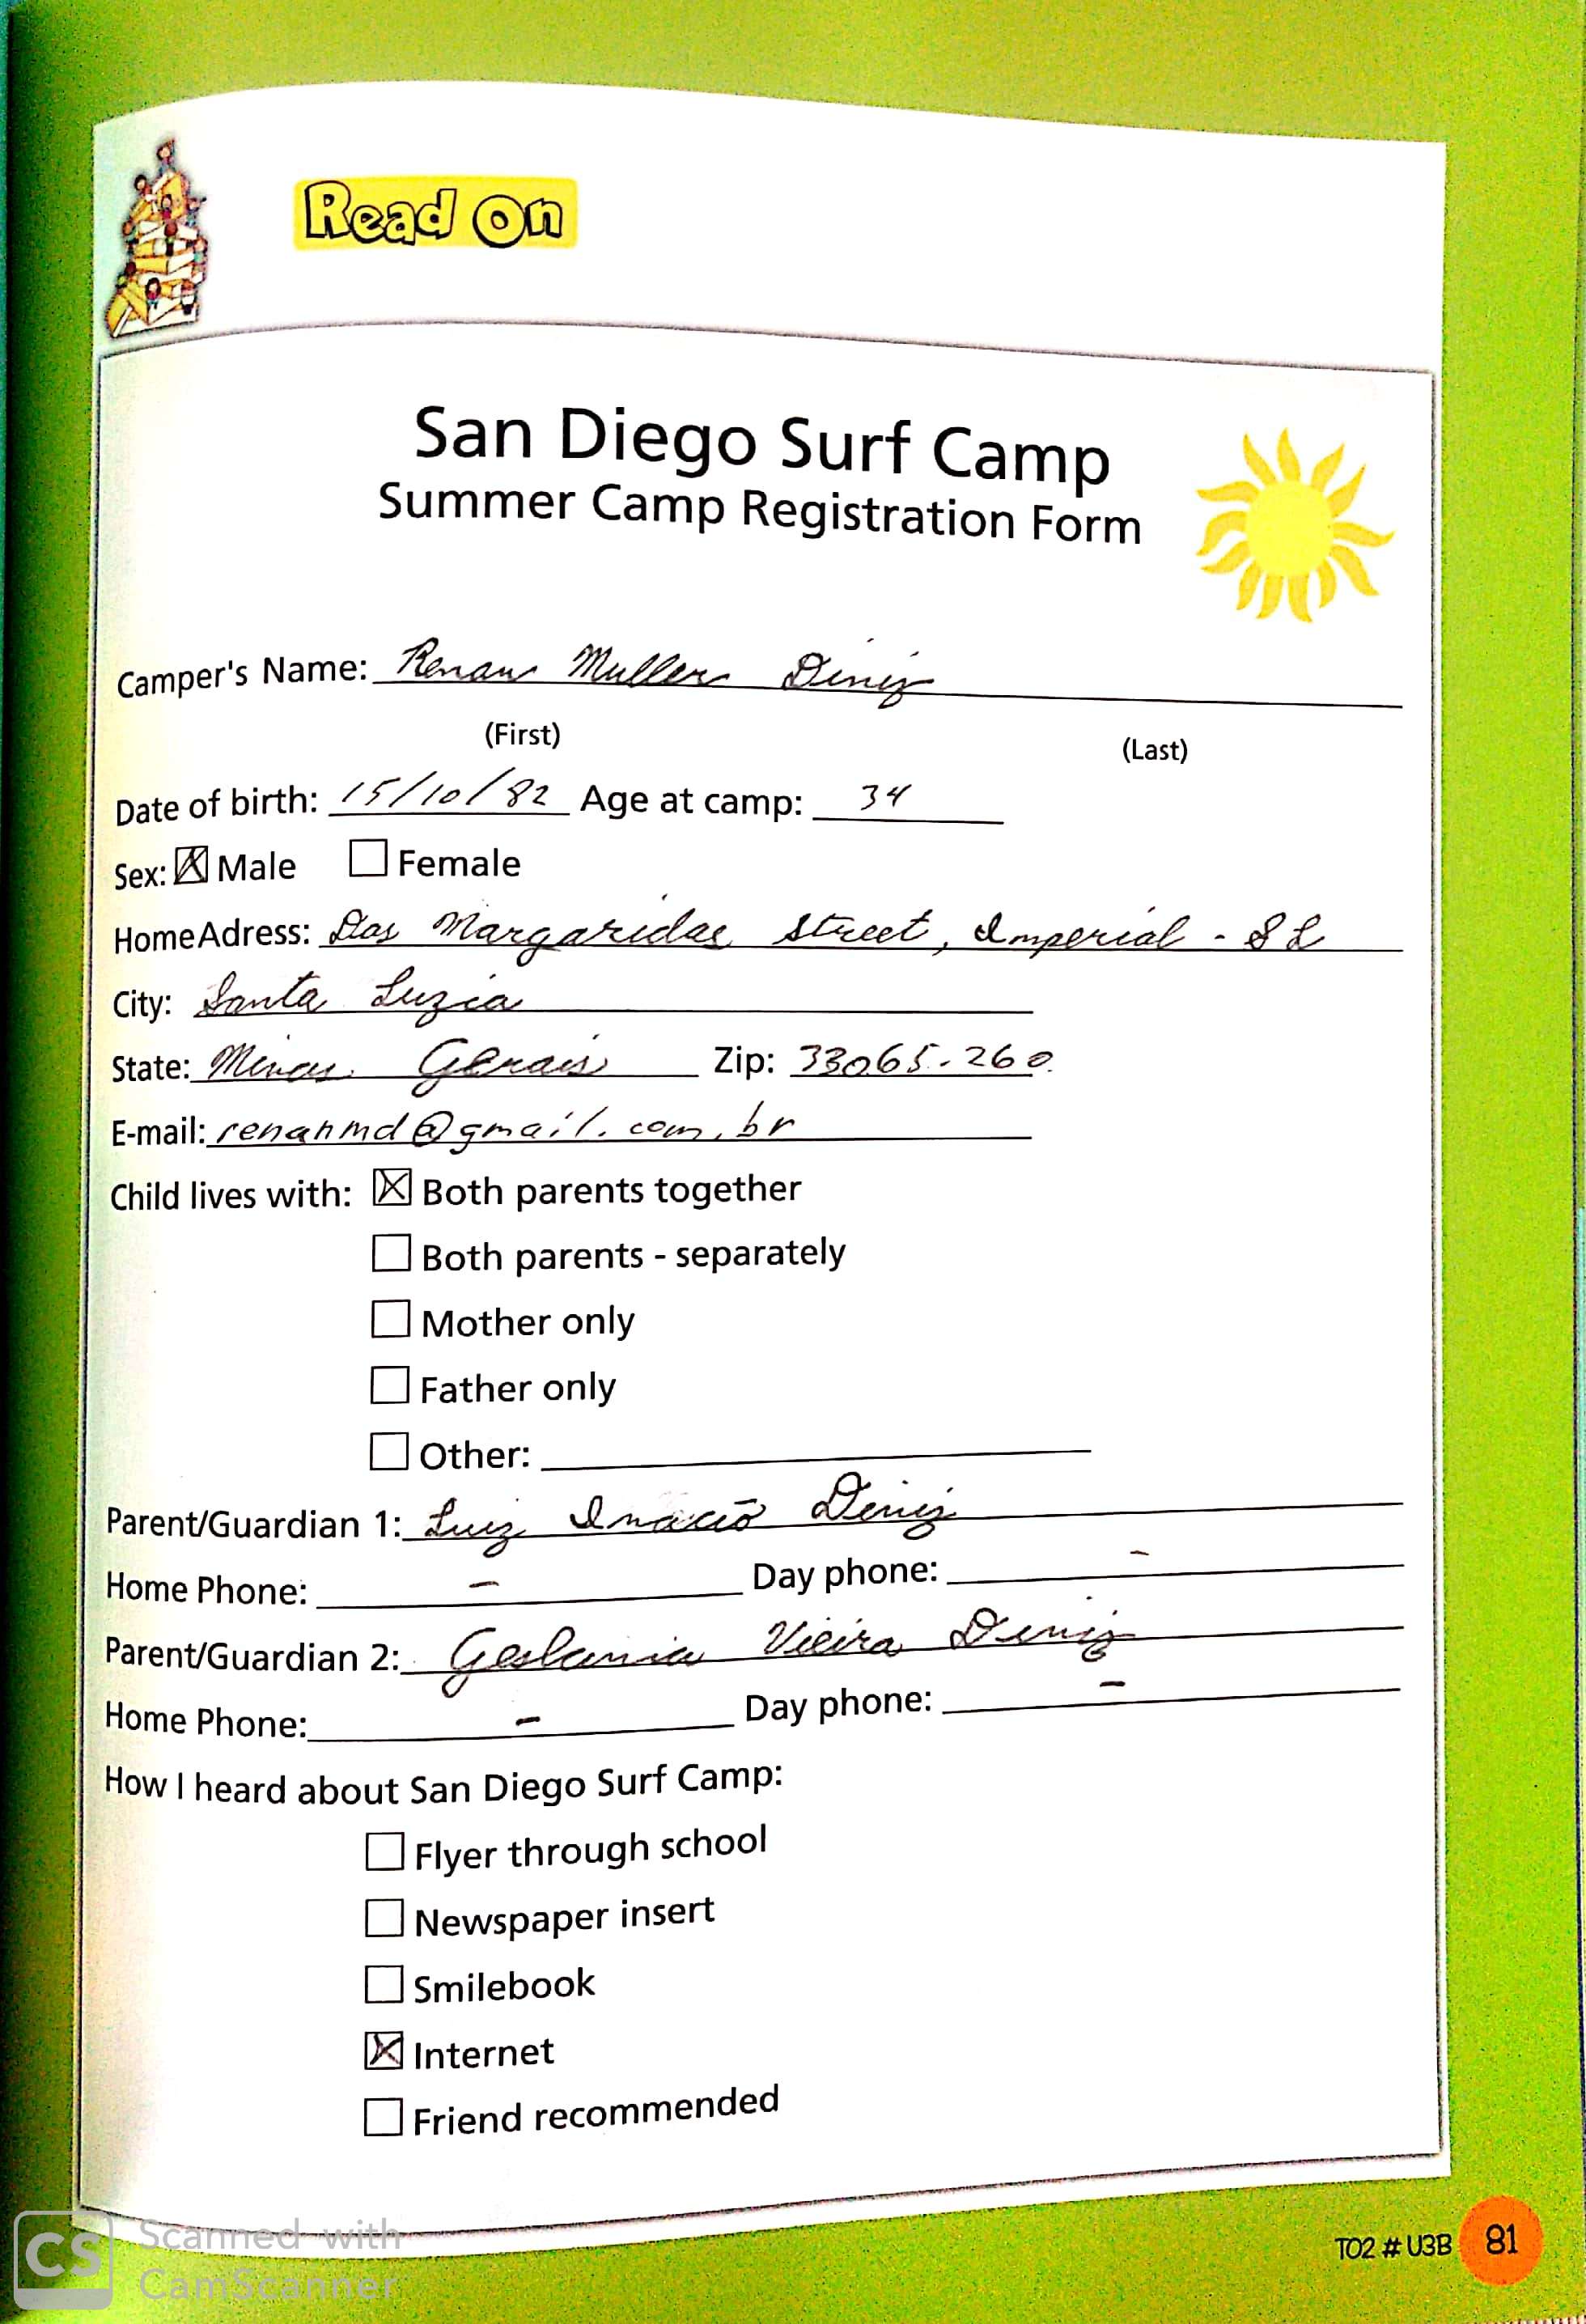 Read On
San Diego Surf Camp
Summer Camp Registration Form
Camper's Name: Renan Muller Diniz
(First) (Last)
Date of birth: 15/10/82 Age at camp: 34
Sex: Male Female
Home Adress: Das Margaridas Street, Imperial - SL
City: Santa Luzia
State: Minas Gerais Zip: 33065-260
E-mail: renanmd@gmail.com.br
Child lives with: Both parents together
Both parents - separately
Mother only
Father only
Other:
Parent/Guardian 1: Luiz Inacio Diniz
Home Phone: - Day phone: -
Parent/Guardian 2: Geslania Vieira Diniz
Home Phone: - Day phone: -
How I heard about San Diego Surf Camp:
Flyer through school
Newspaper insert
Smilebook
Internet
Friend recommended
TO2 # U3B 81
CS Scanned with
CamScanner